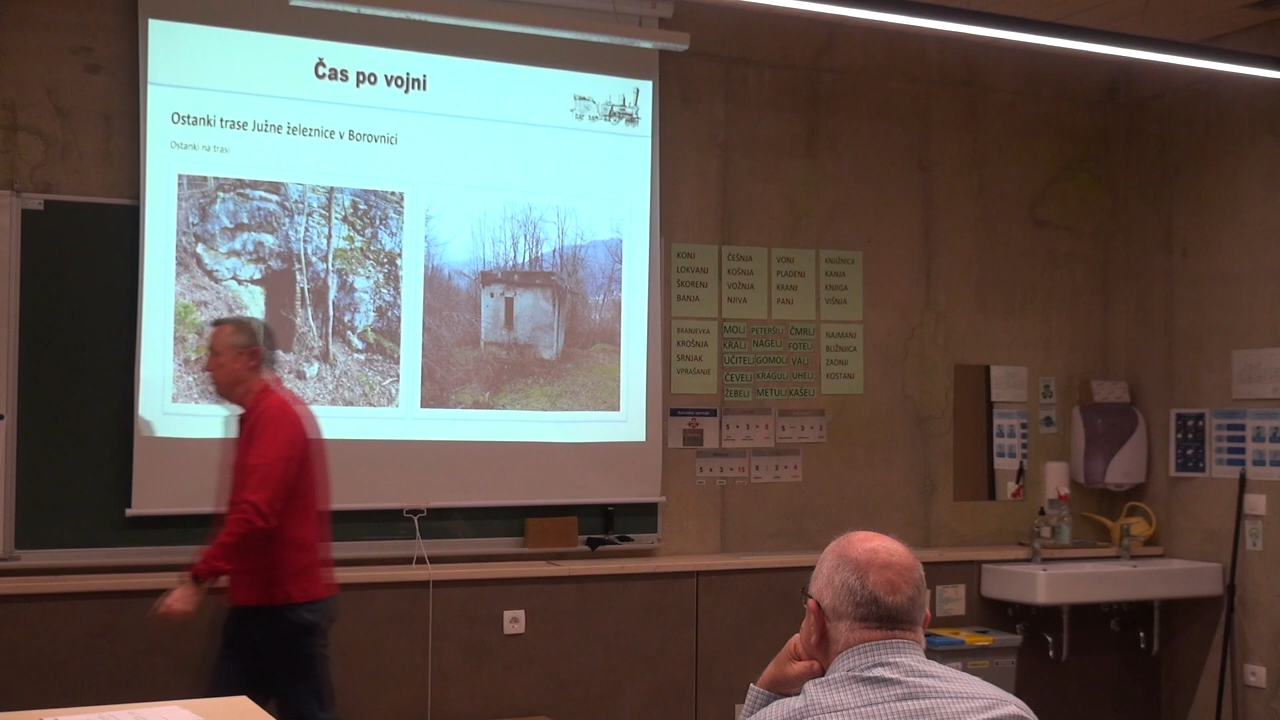 Čas po vojni
Ostanki trase Južne železnice v Borovnici
Ostanki na trasi
KONJ
LOKVANJ
ŠKORENJ
BANJA
ČEŠNJA
KOŠNJA
VOŽNJA
NJIVA
VONJ
PLADENJ
KRANJ
PANJ
KNJIŽNICA
KANJA
KNJIGA
VIŠNJA
BRANJEVKA
KROŠNJA
SRNJAK
VPRAŠANJE
MOLJ PETERŠILJ ČMRLJ
KRALJ NAGELJ FOTELJ
UČITELJ GOMOLJ VALJ
ČEVELJ KRAGULJ UHELJ
ŽEBELJ METULJ KAŠELJ
NAJMANJ
BLIŽNJICA
ZADNJI
KOSTANJ